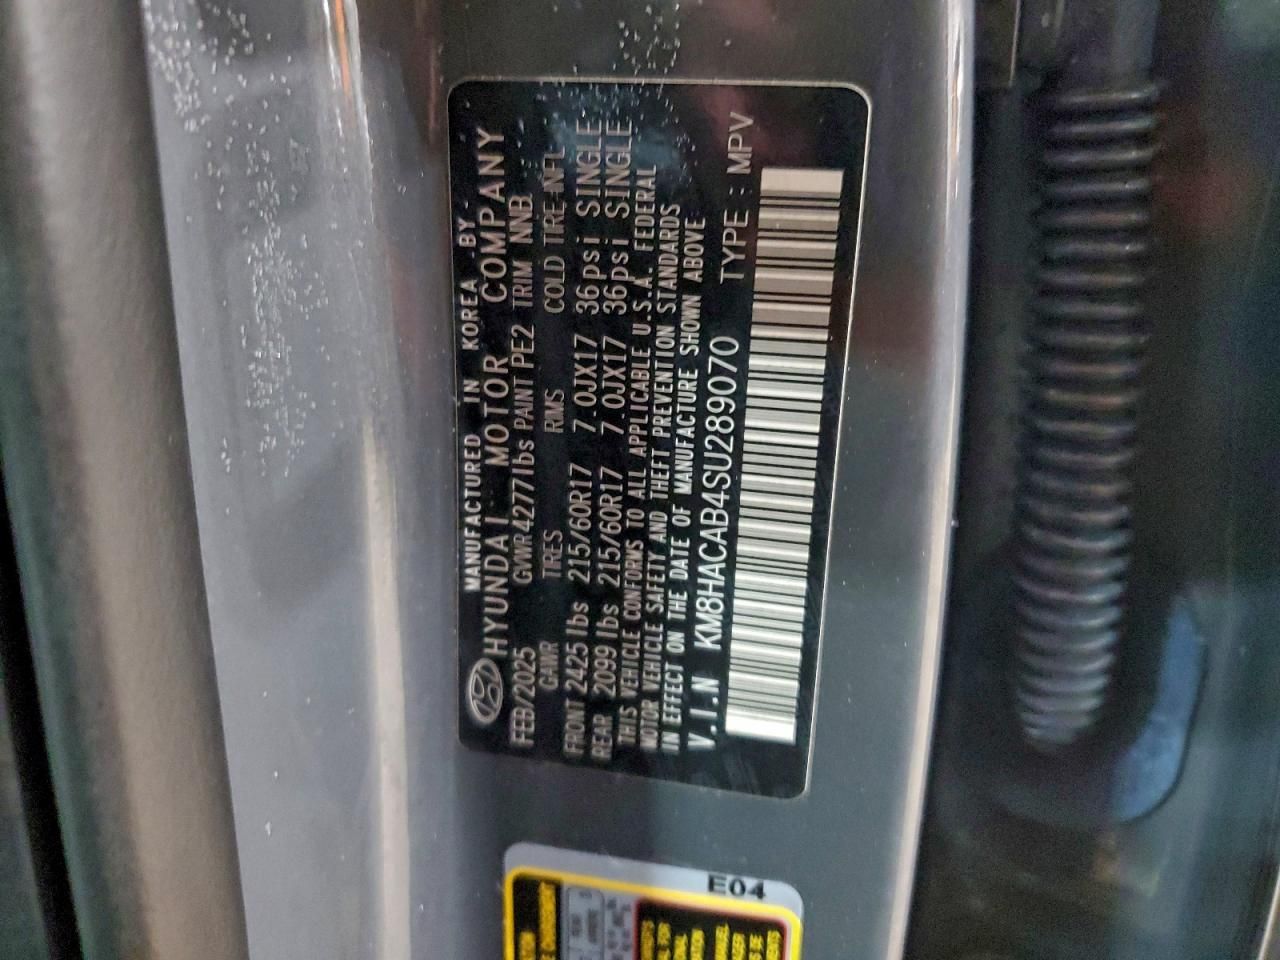 MANUFACTURED IN KOREA BY
HYUNDAI MOTOR COMPANY
FEB/2025 GVWR 4277lbs PAINT PE2 TRIM NNB
GAWR TIRES RMS COLD TIRE INFL
FRONT 2425 lbs 215/60R17 7.0JX17 36psi SINGLE
REAR 2099 lbs 215/60R17 7.0JX17 36psi SINGLE
THIS VEHICLE CONFORMS TO ALL APPLICABLE U.S.A. FEDERAL
MOTOR VEHICLE SAFETY AND THEFT PREVENTION STANDARDS
IN EFFECT ON THE DATE OF MANUFACTURE SHOWN ABOVE
V.I.N KM8HACAB4SU289070 TYPE : MPV
E04